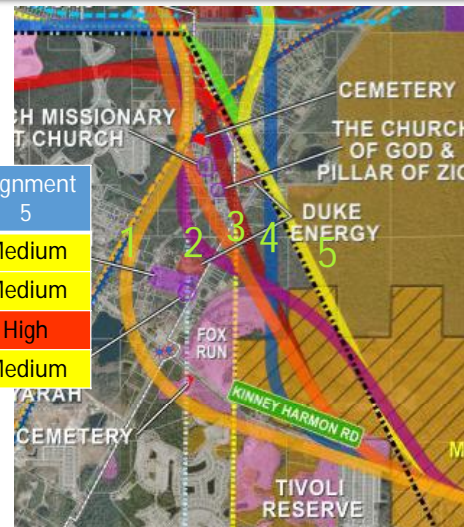 CEMETERY
CH MISSIONARY
T CHURCH
THE CHURCH
OF GOD &
PILLAR OF ZIO
ignment
5
Medium
Medium
High
Medium
DUKE
ENERGY
1
2
3
4
5
FOX
RUN
YARAH
KINNEY HARMON RD
CEMETERY
TIVOLI
RESERVE
M